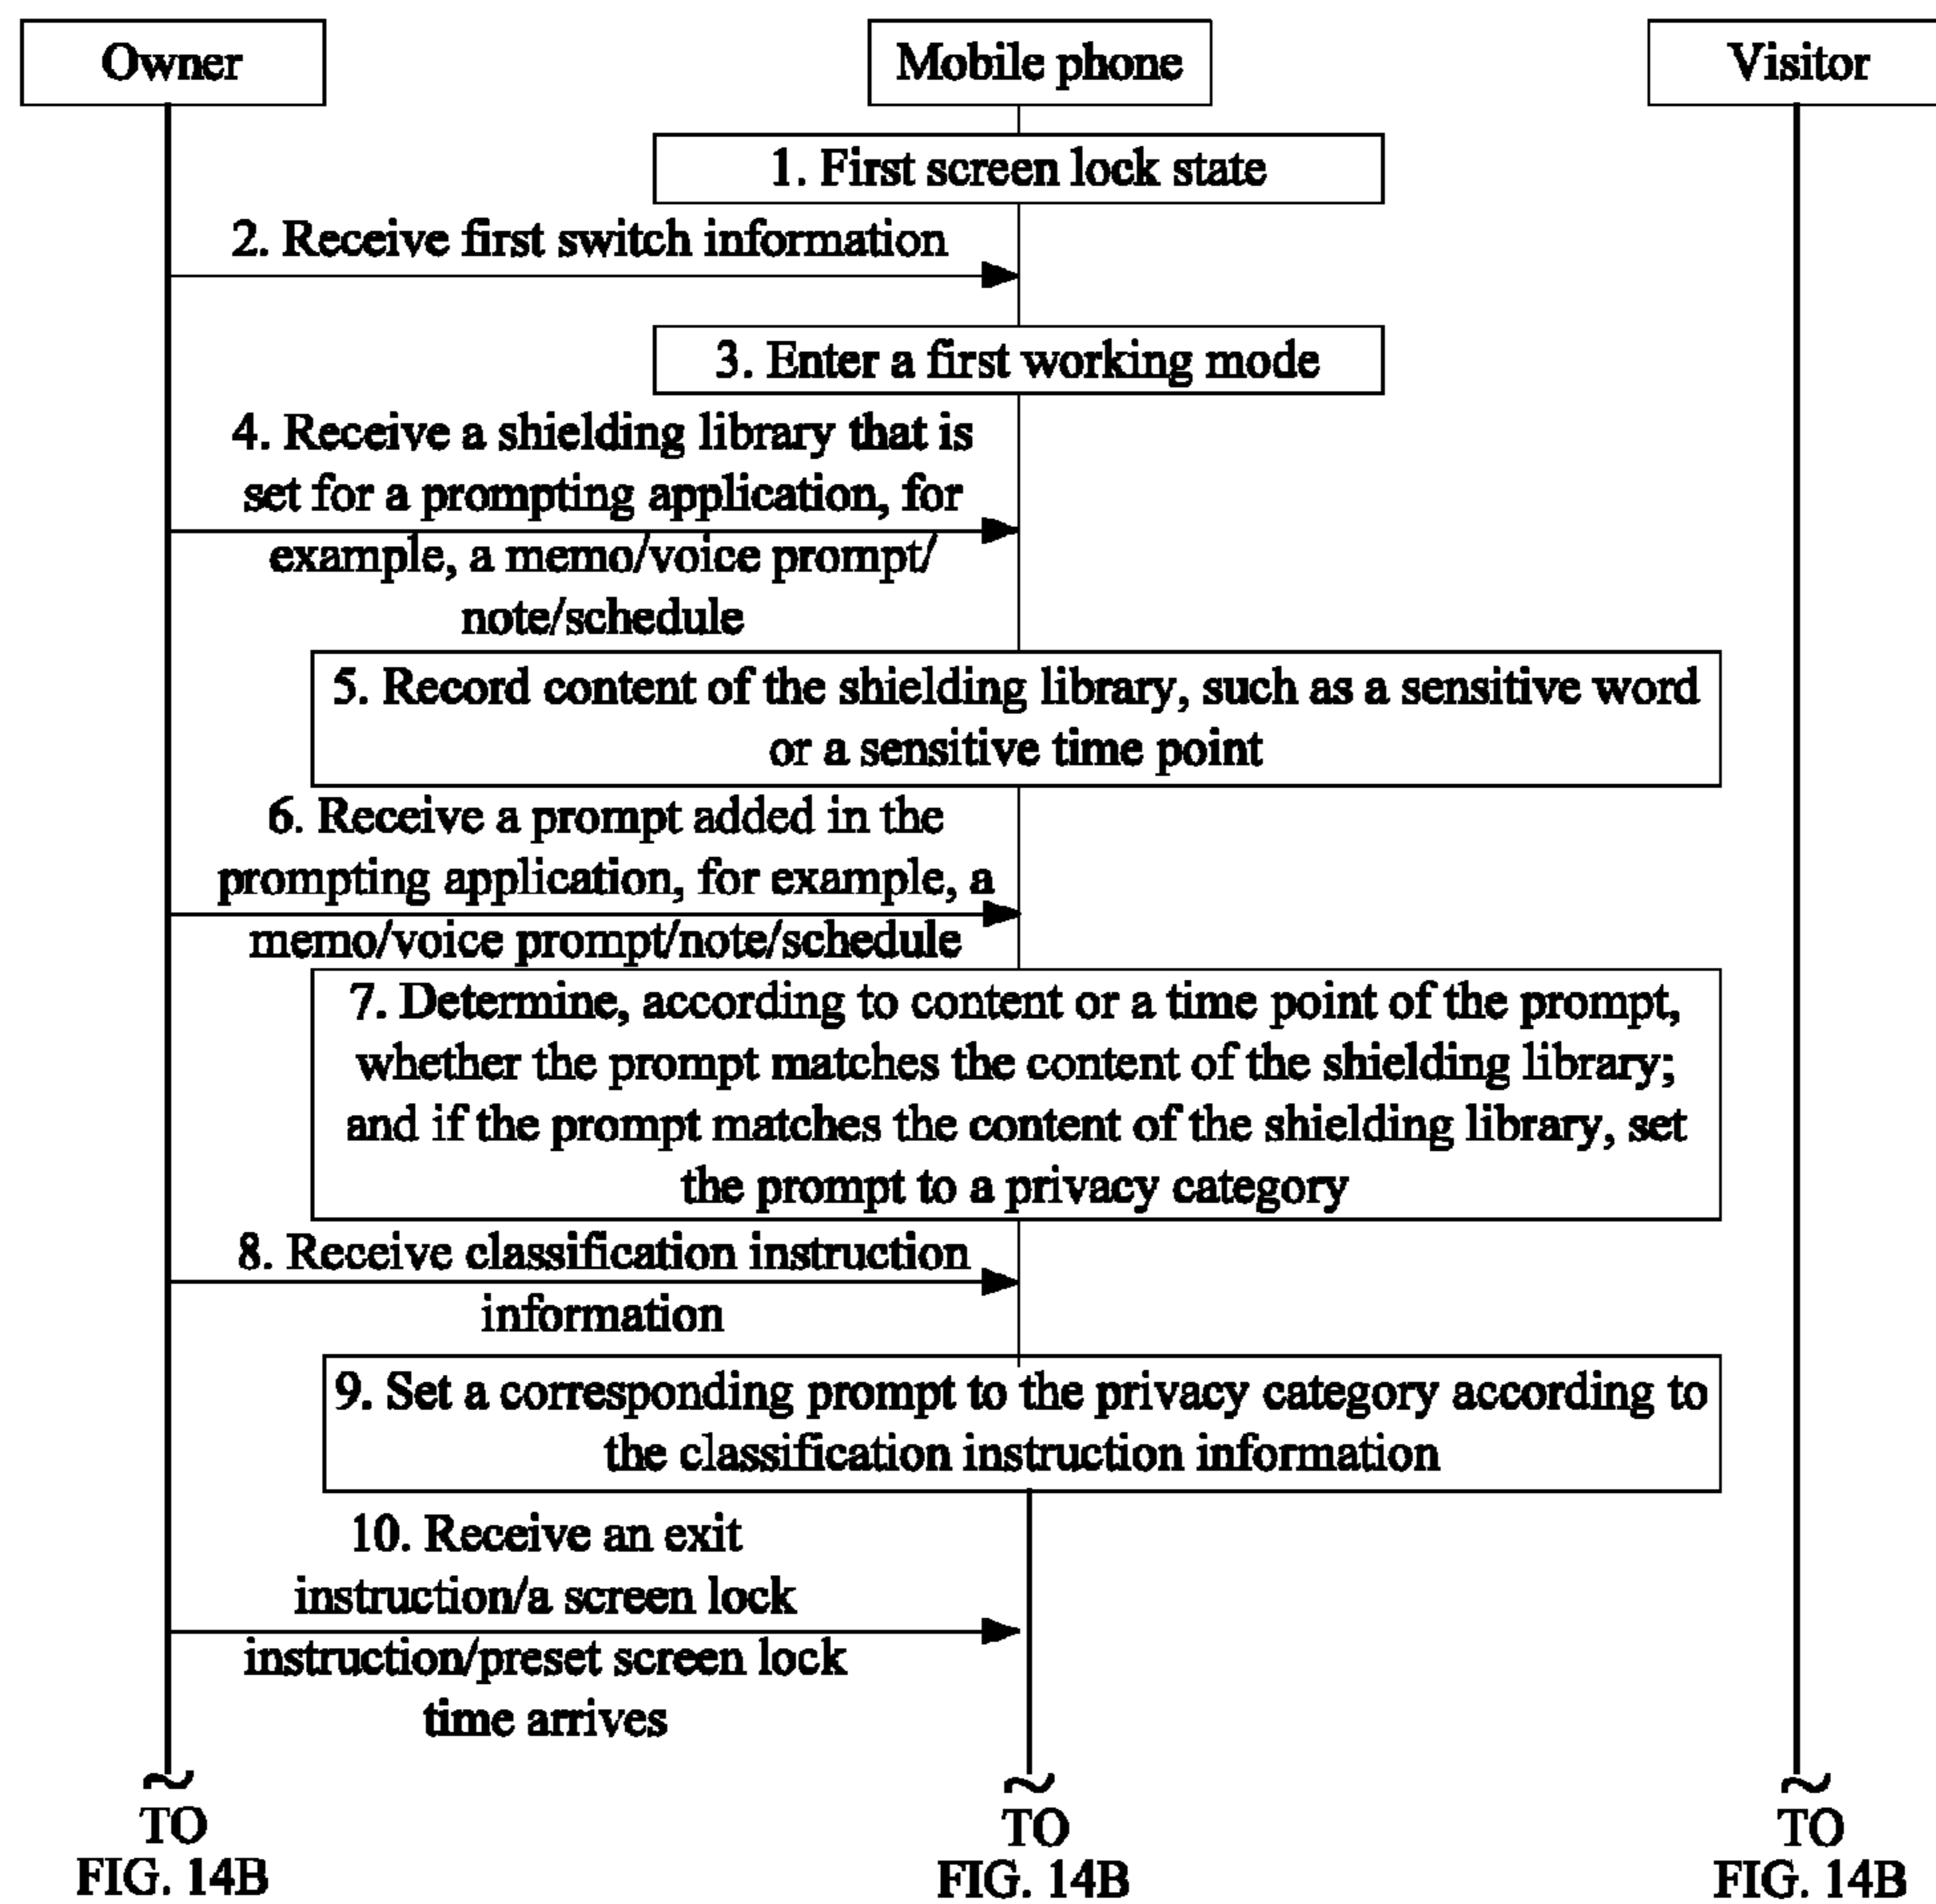 Owner
Mobile phone
Visitor
1. First screen lock state
2. Receive first switch information
3. Enter a first working mode
4. Receive a shielding library that is
set for a prompting application, for
example, a memo/voice prompt/
note/schedule
5. Record content of the shielding library, such as a sensitive word
or a sensitive time point
6. Receive a prompt added in the
prompting application, for example, a
memo/voice prompt/note/schedule
7. Determine, according to content or a time point of the prompt,
whether the prompt matches the content of the shielding library;
and if the prompt matches the content of the shielding library, set
the prompt to a privacy category
8. Receive classification instruction
information
9. Set a corresponding prompt to the privacy category according to
the classification instruction information
10. Receive an exit
instruction/a screen lock
instruction/preset screen lock
time arrives
TO
FIG. 14B
TO
FIG. 14B
TO
FIG. 14B